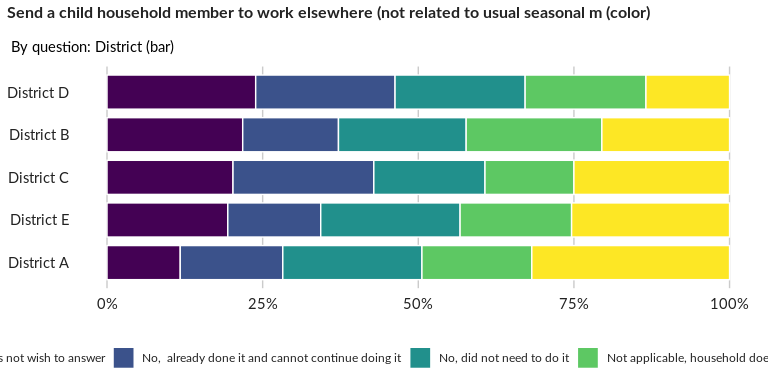 Send a child household member to work elsewhere (not related to usual seasonal m (color)
By question: District (bar)
District D
District B
District C
District E
District A
0% 25% 50% 75% 100%
s not wish to answer No, already done it and cannot continue doing it No, did not need to do it Not applicable, household doe